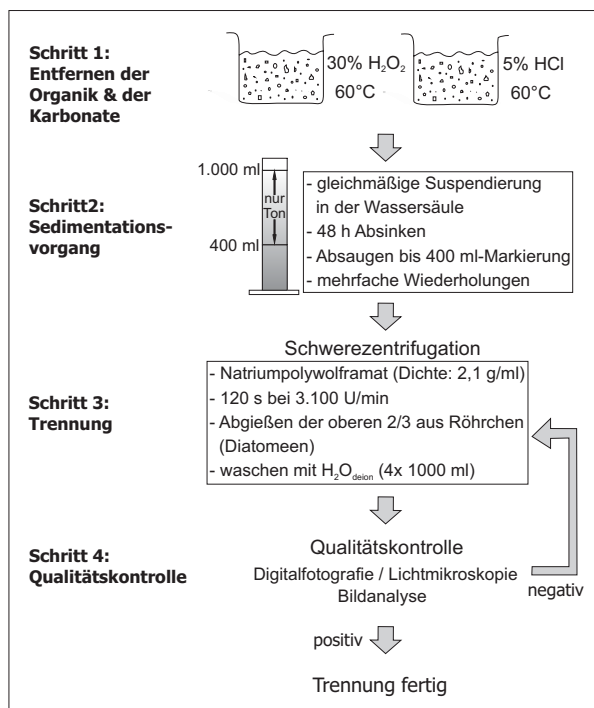 Schritt 1:
Entfernen der
Organik & der
Karbonate
30% H₂O₂
60°C
5% HCl
60°C
Schritt2:
Sedimentations-
vorgang
1.000 ml
nur
Ton
400 ml
- gleichmäßige Suspendierung
in der Wassersäule
- 48 h Absinken
- Absaugen bis 400 ml-Markierung
- mehrfache Wiederholungen
Schritt 3:
Trennung
Schwerezentrifugation
- Natriumpolywolframat (Dichte: 2,1 g/ml)
- 120 s bei 3.100 U/min
- Abgießen der oberen 2/3 aus Röhrchen
(Diatomeen)
- waschen mit H₂O deion (4x 1000 ml)
Schritt 4:
Qualitätskontrolle
Qualitätskontrolle
Digitalfotografie / Lichtmikroskopie
Bildanalyse
negativ
positiv
Trennung fertig